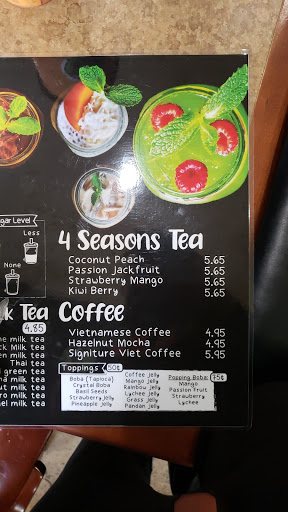 4 Seasons Tea
Coconut Peach 5.65
Passion Jackfruit 5.65
Strawberry Mango 5.65
Kiwi Berry 5.65
gar Level
Less
None
k Tea
4.85
milk tea
ck Milk tea
en milk tea
Thai tea
green tea
milk tea
milk tea
ro milk tea
el milk tea
Coffee
Vietnamese Coffee 4.95
Hazelnut Mocha 4.95
Signiture Viet Coffee 5.95
Toppings
Boba (Tapioca)
Crystal Boba
Basil Seeds
Strawberry Jelly
Pineapple Jelly
Coffee Jelly
Mango Jelly
Rainbow Jelly
Lychee Jelly
Grass Jelly
Pandan Jelly
Popping Boba: 75¢
Mango
Passion Fruit
Strawberry
Lychee